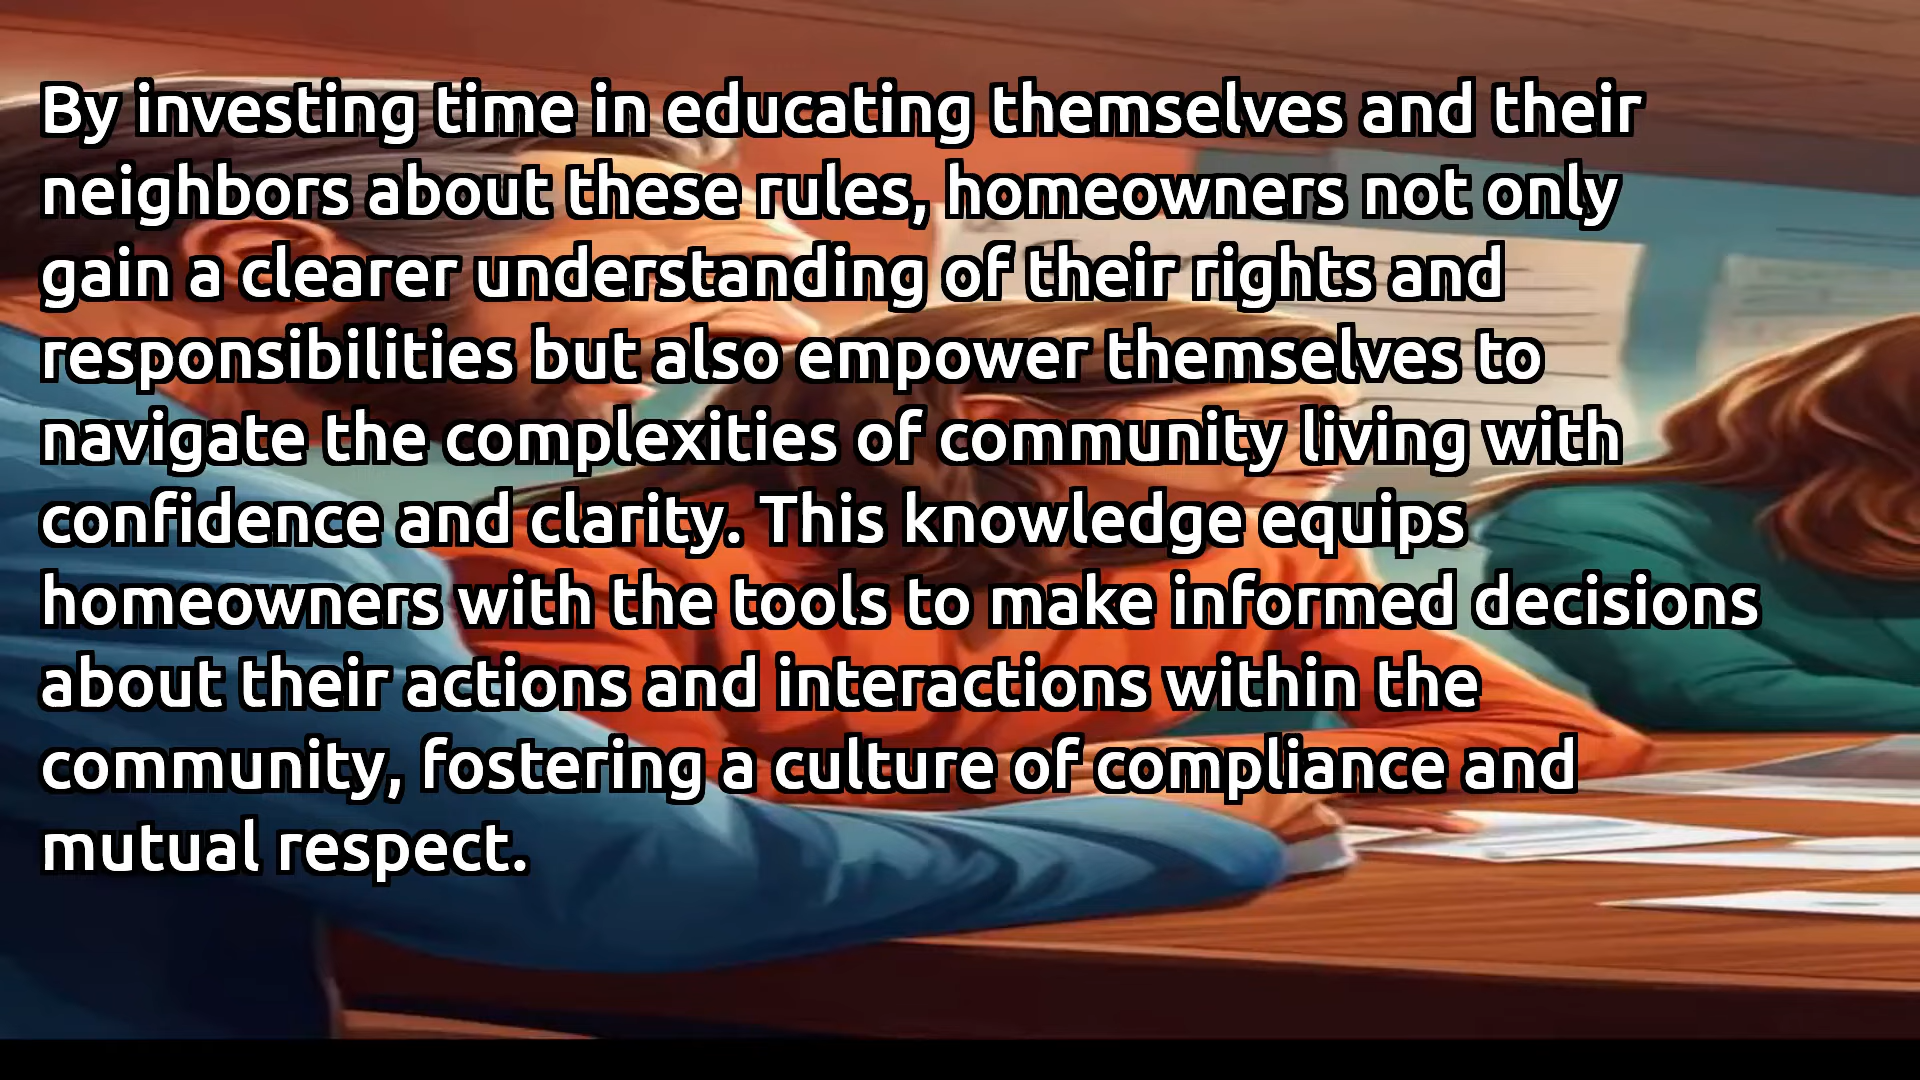 By investing time in educating themselves and their
neighbors about these rules, homeowners not only
gain a clearer understanding of their rights and
responsibilities but also empower themselves to
navigate the complexities of community living with
confidence and clarity. This knowledge equips
homeowners with the tools to make informed decisions
about their actions and interactions within the
community, fostering a culture of compliance and
mutual respect.